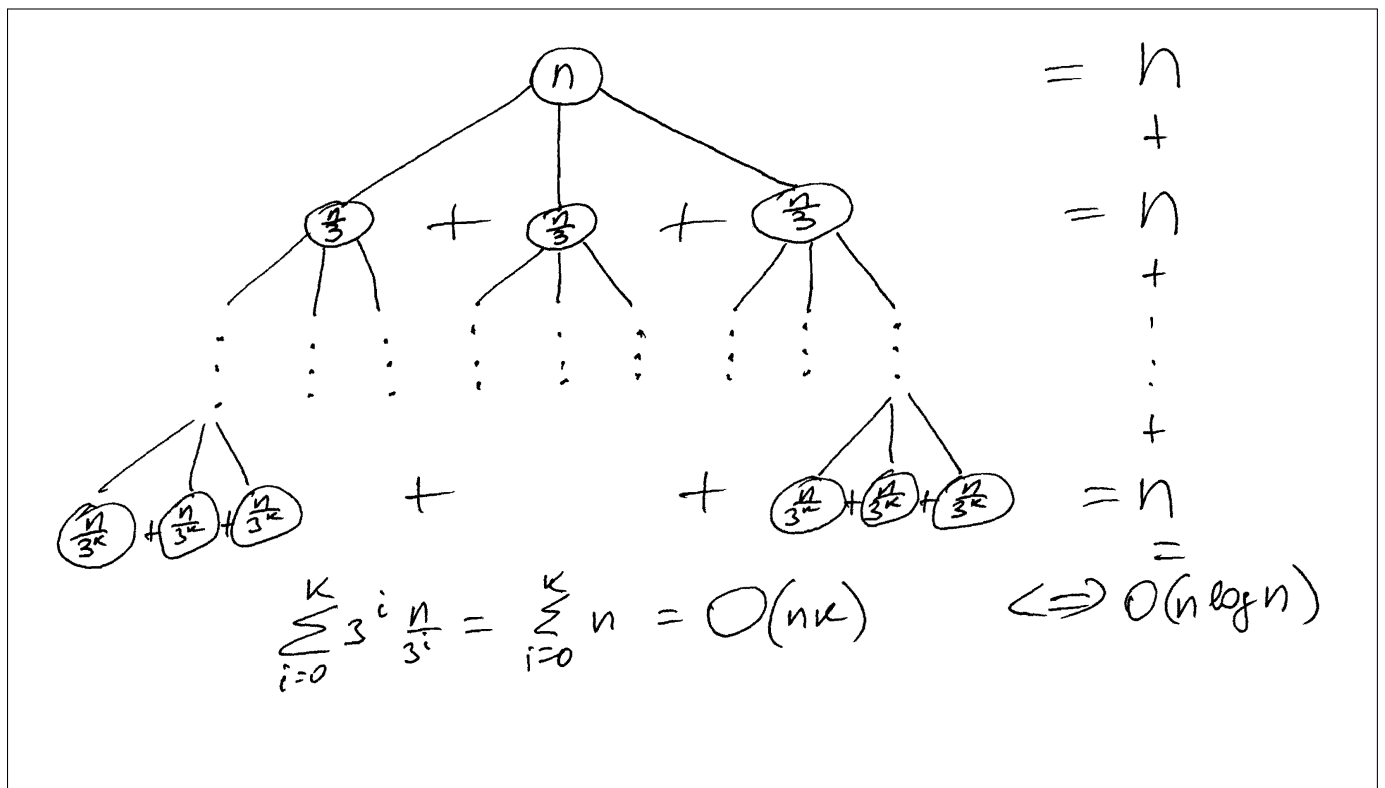 n = n
+
n/3 + n/3 + n/3 = n
+
⋮
+
n/3^k + n/3^k + n/3^k + + n/3^k + n/3^k + n/3^k = n
=
∑_{i=0}^{k} 3^i n/3^i = ∑_{i=0}^{k} n = O(nk) <=> O(n log n)